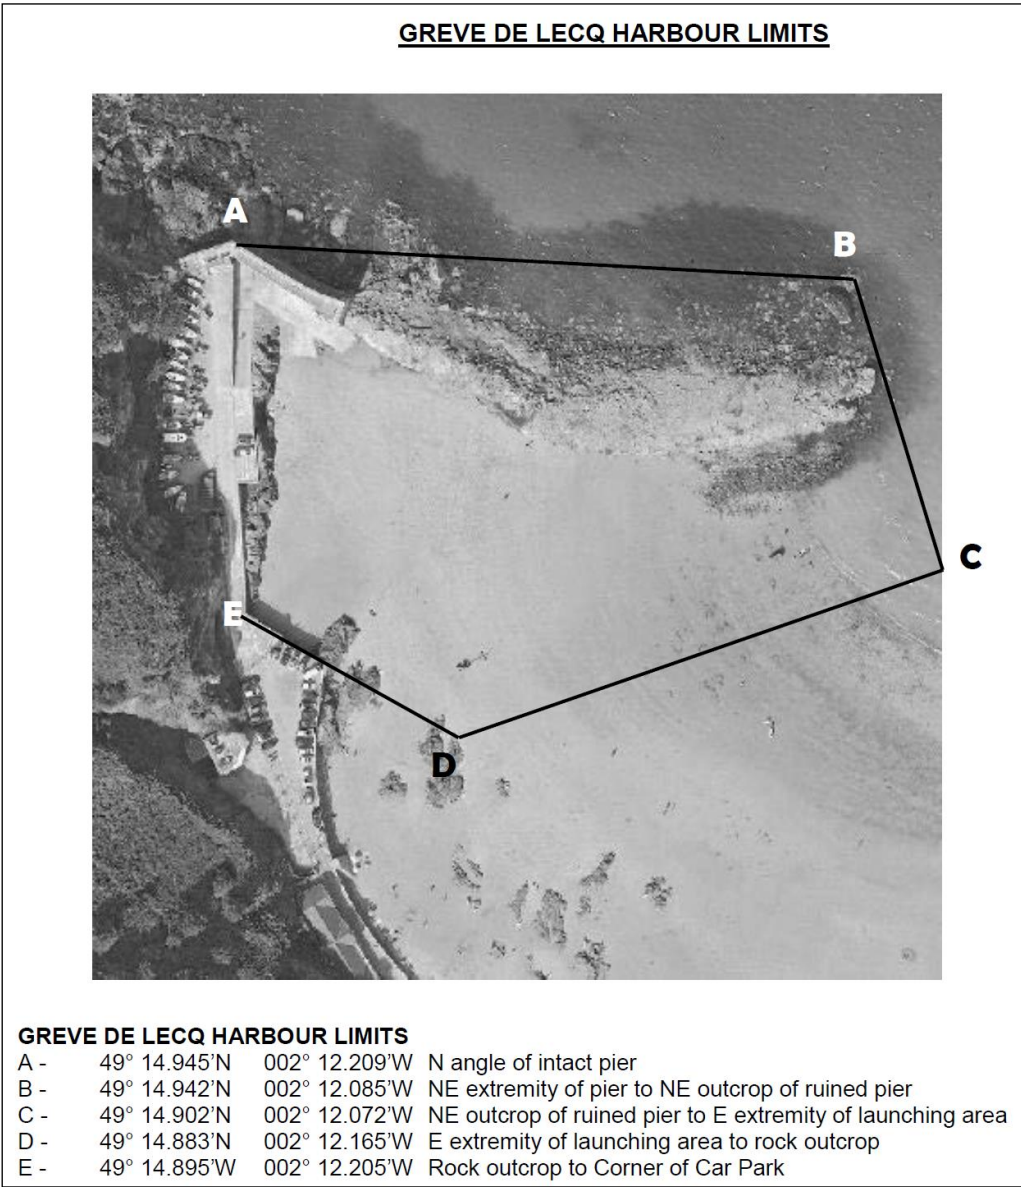 GREVE DE LECQ HARBOUR LIMITS
A
B
C
E
D
GREVE DE LECQ HARBOUR LIMITS
A - 49° 14.945'N 002° 12.209'W N angle of intact pier
B - 49° 14.942'N 002° 12.085'W NE extremity of pier to NE outcrop of ruined pier
C - 49° 14.902'N 002° 12.072'W NE outcrop of ruined pier to E extremity of launching area
D - 49° 14.883'N 002° 12.165'W E extremity of launching area to rock outcrop
E - 49° 14.895'W 002° 12.205'W Rock outcrop to Corner of Car Park